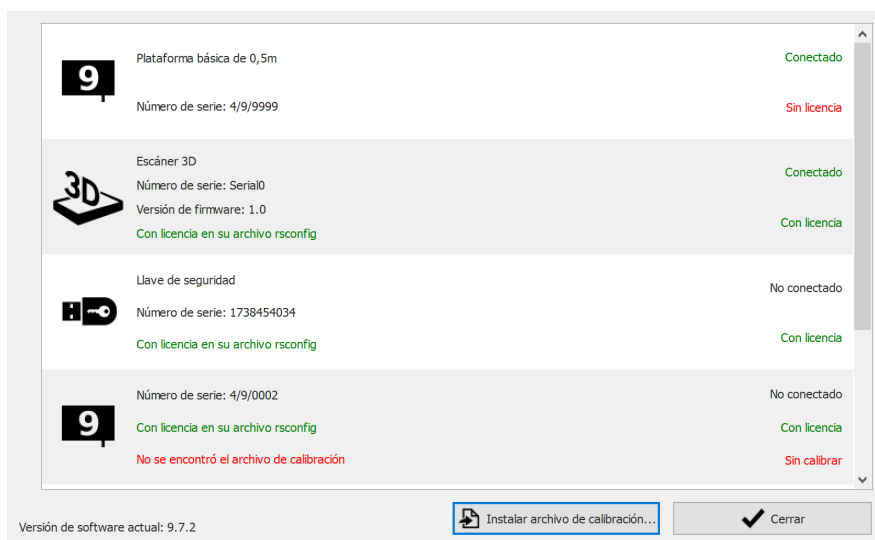 9
Plataforma básica de 0,5m
Conectado
Número de serie: 4/9/9999
Sin licencia
3D
Escáner 3D
Conectado
Número de serie: Serial0
Versión de firmware: 1.0
Con licencia
Con licencia en su archivo rsconfig
Llave de seguridad
No conectado
Número de serie: 1738454034
Con licencia en su archivo rsconfig
Con licencia
9
Número de serie: 4/9/0002
No conectado
Con licencia en su archivo rsconfig
Con licencia
No se encontró el archivo de calibración
Sin calibrar
Versión de software actual: 9.7.2
Instalar archivo de calibración...
Cerrar